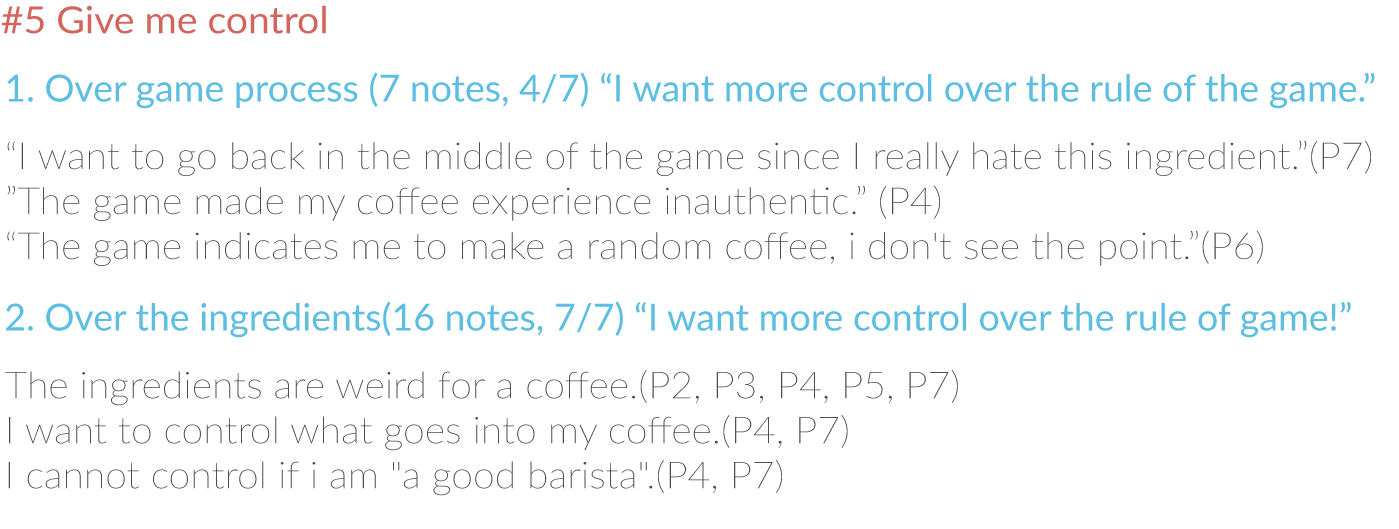 #5 Give me control
1. Over game process (7 notes, 4/7) “I want more control over the rule of the game.”
“I want to go back in the middle of the game since I really hate this ingredient.”(P7)
”The game made my coffee experience inauthentic.” (P4)
“The game indicates me to make a random coffee, i don't see the point.”(P6)
2. Over the ingredients(16 notes, 7/7) “I want more control over the rule of game!”
The ingredients are weird for a coffee.(P2, P3, P4, P5, P7)
I want to control what goes into my coffee.(P4, P7)
I cannot control if i am "a good barista".(P4, P7)